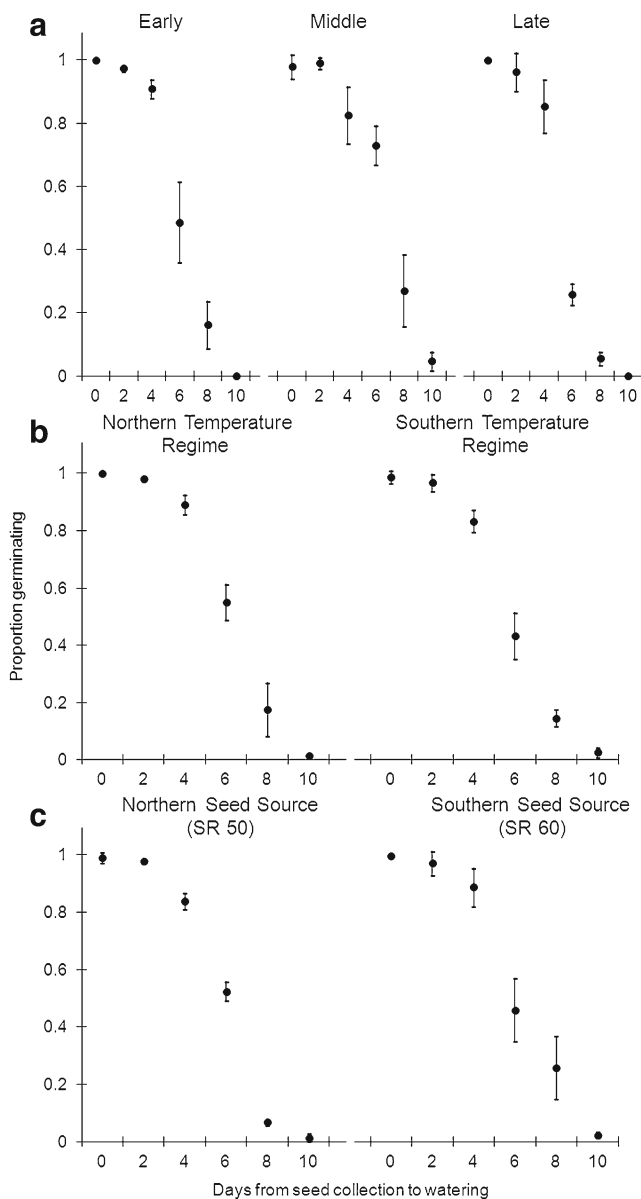 a
Early Middle Late
1
0.8
0.6
0.4
0.2
0
0 2 4 6 8 10 0 2 4 6 8 10 0 2 4 6 8 10
b
Northern Temperature Regime Southern Temperature Regime
1
0.8
0.6
0.4
0.2
0
0 2 4 6 8 10 0 2 4 6 8 10
Proportion germinating
c
Northern Seed Source (SR 50) Southern Seed Source (SR 60)
1
0.8
0.6
0.4
0.2
0
0 2 4 6 8 10 0 2 4 6 8 10
Days from seed collection to watering